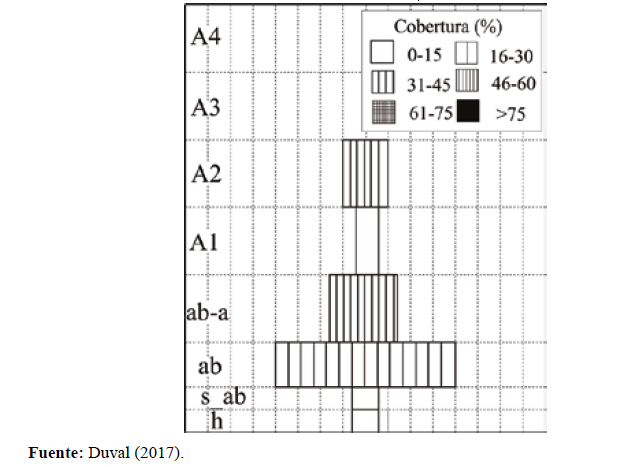 A4
Cobertura (%)
0-15 16-30
31-45 46-60
61-75 >75
A3
A2
A1
ab-a
ab
s_ab
h
Fuente: Duval (2017).